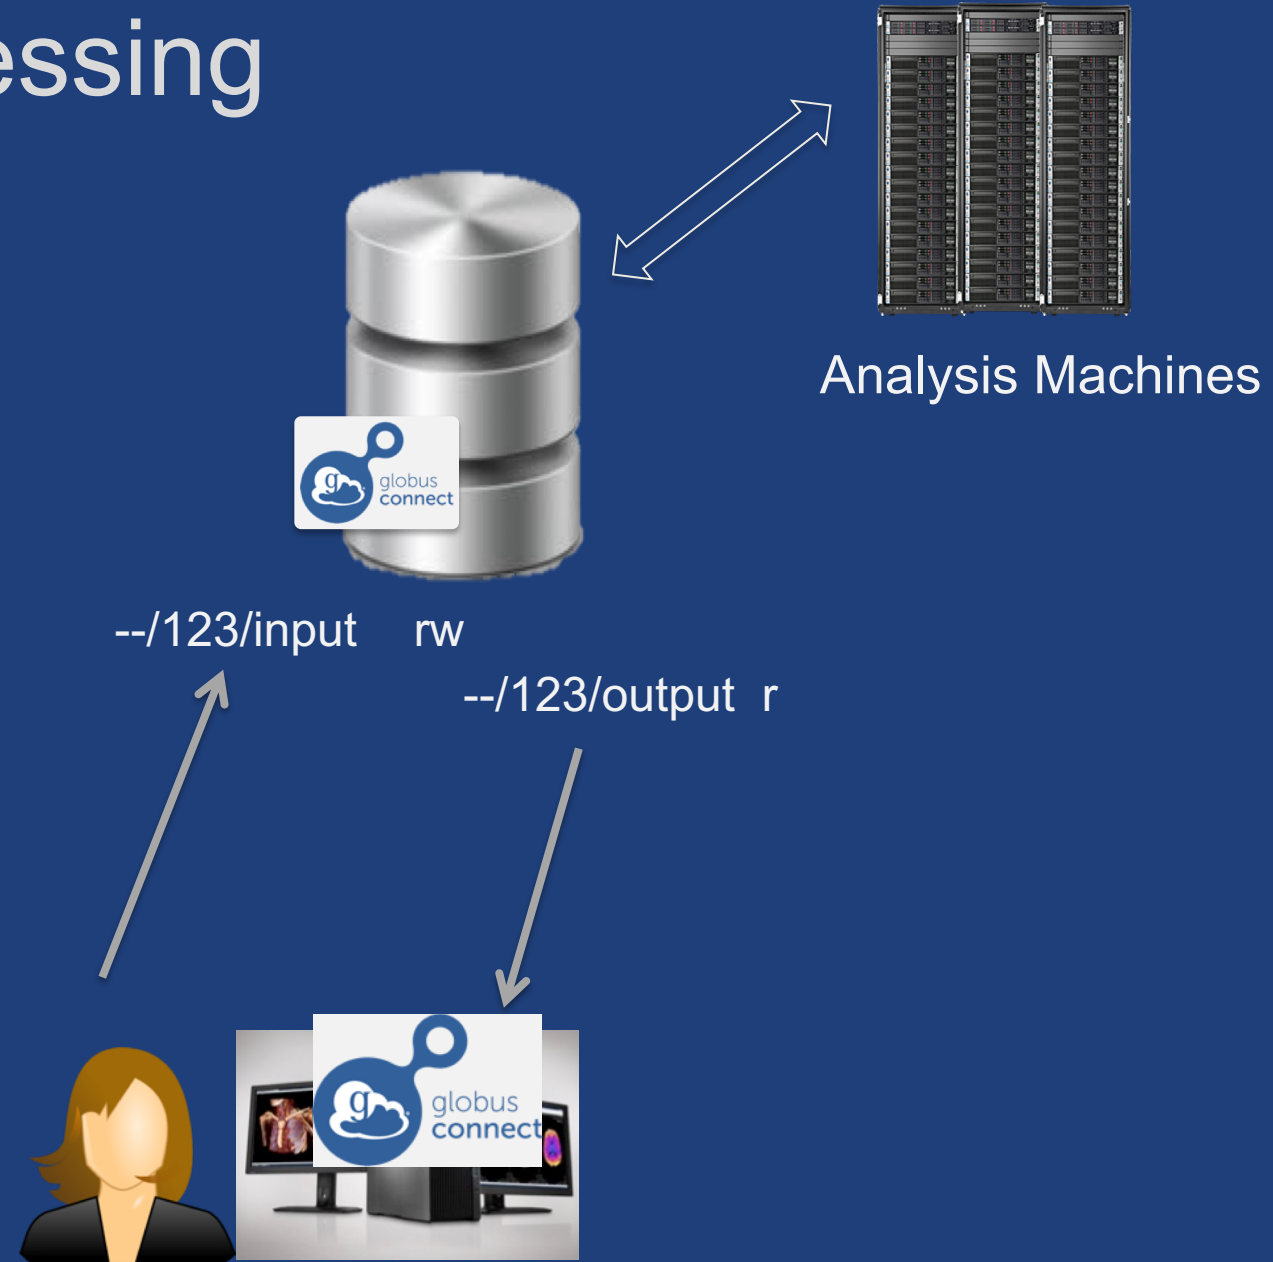 essing
Analysis Machines
g
globus
connect
--/123/input rw
--/123/output r
g
globus
connect